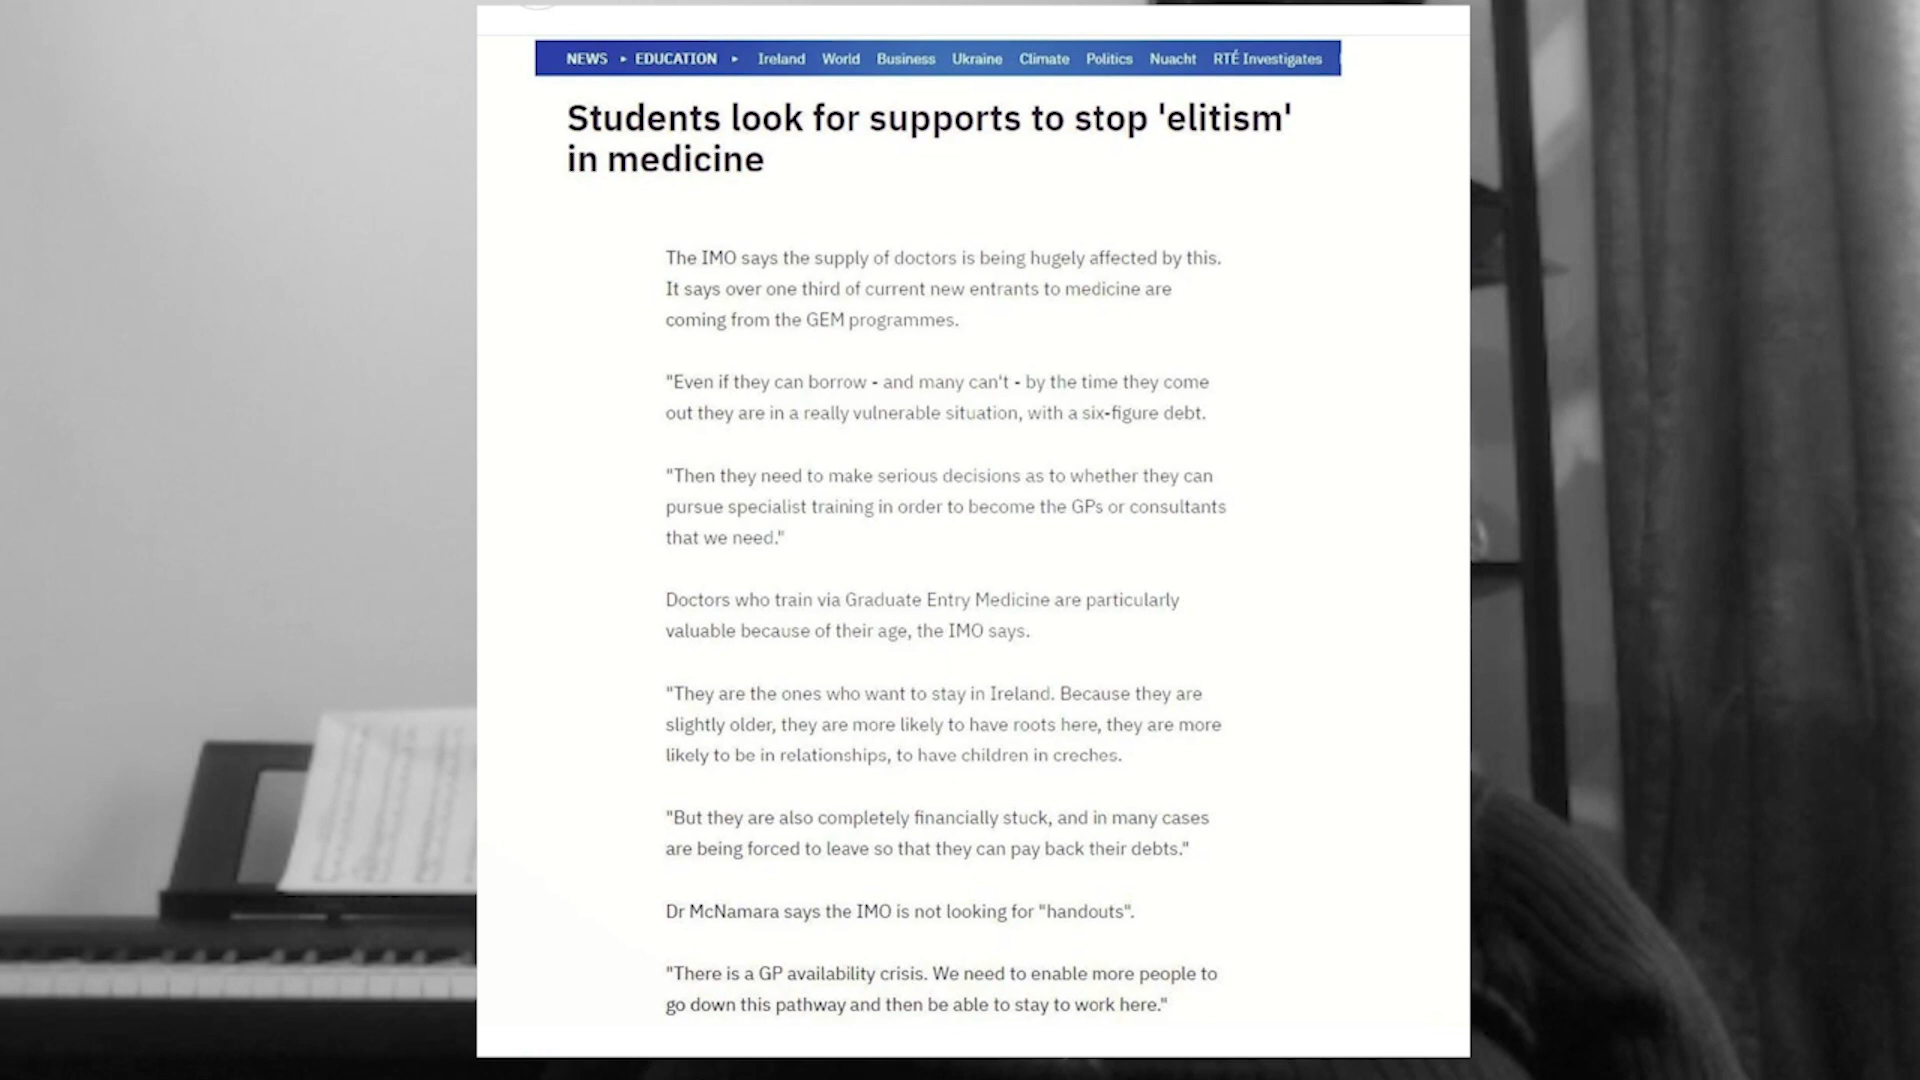 NEWS ▸ EDUCATION ▸ Ireland World Business Ukraine Climate Politics Nuacht RTÉ Investigates
Students look for supports to stop 'elitism'
in medicine
The IMO says the supply of doctors is being hugely affected by this.
It says over one third of current new entrants to medicine are
coming from the GEM programmes.
"Even if they can borrow - and many can't - by the time they come
out they are in a really vulnerable situation, with a six-figure debt.
"Then they need to make serious decisions as to whether they can
pursue specialist training in order to become the GPs or consultants
that we need."
Doctors who train via Graduate Entry Medicine are particularly
valuable because of their age, the IMO says.
"They are the ones who want to stay in Ireland. Because they are
slightly older, they are more likely to have roots here, they are more
likely to be in relationships, to have children in creches.
"But they are also completely financially stuck, and in many cases
are being forced to leave so that they can pay back their debts."
Dr McNamara says the IMO is not looking for "handouts".
"There is a GP availability crisis. We need to enable more people to
go down this pathway and then be able to stay to work here."